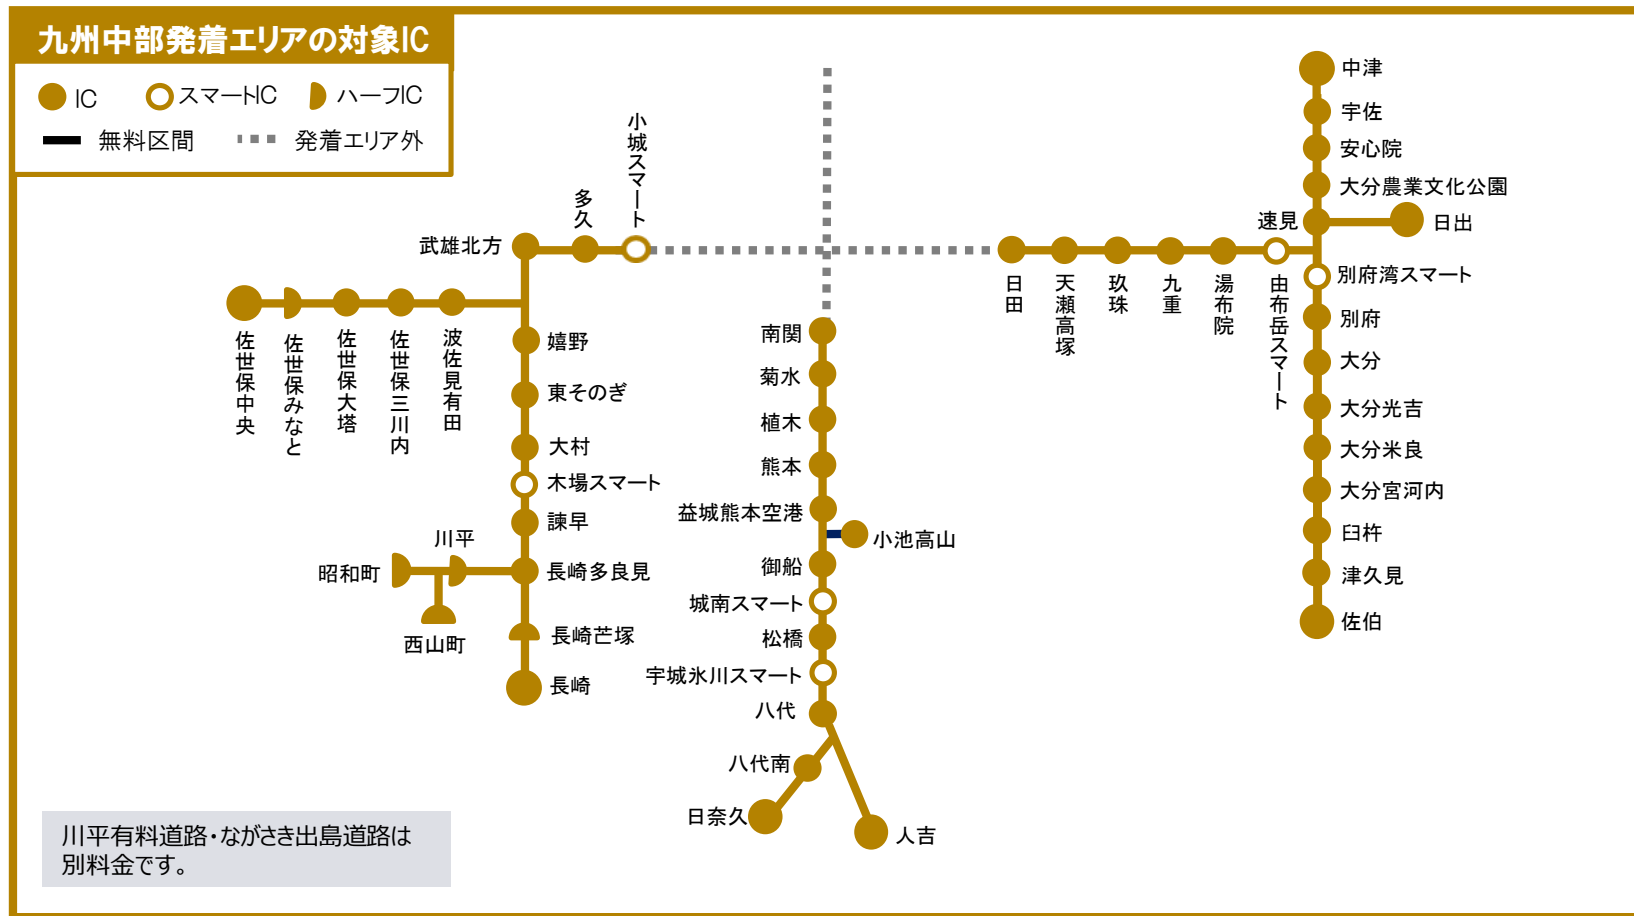 九州中部発着エリアの対象IC
IC
スマートIC
ハーフIC
無料区間
発着エリア外
小城スマート
多久
武雄北方
佐世保中央
佐世保みなと
佐世保大塔
佐世保三川内
波佐見有田
嬉野
東そのぎ
大村
木場スマート
諫早
川平
昭和町
長崎多良見
西山町
長崎芒塚
長崎
南関
菊水
植木
熊本
益城熊本空港
小池高山
御船
城南スマート
松橋
宇城氷川スマート
八代
八代南
日奈久
人吉
日田
天瀬高塚
玖珠
九重
湯布院
由布岳スマート
中津
宇佐
安心院
大分農業文化公園
速見
日出
別府湾スマート
別府
大分
大分光吉
大分米良
大分宮河内
臼杵
津久見
佐伯
川平有料道路・ながさき出島道路は
別料金です。